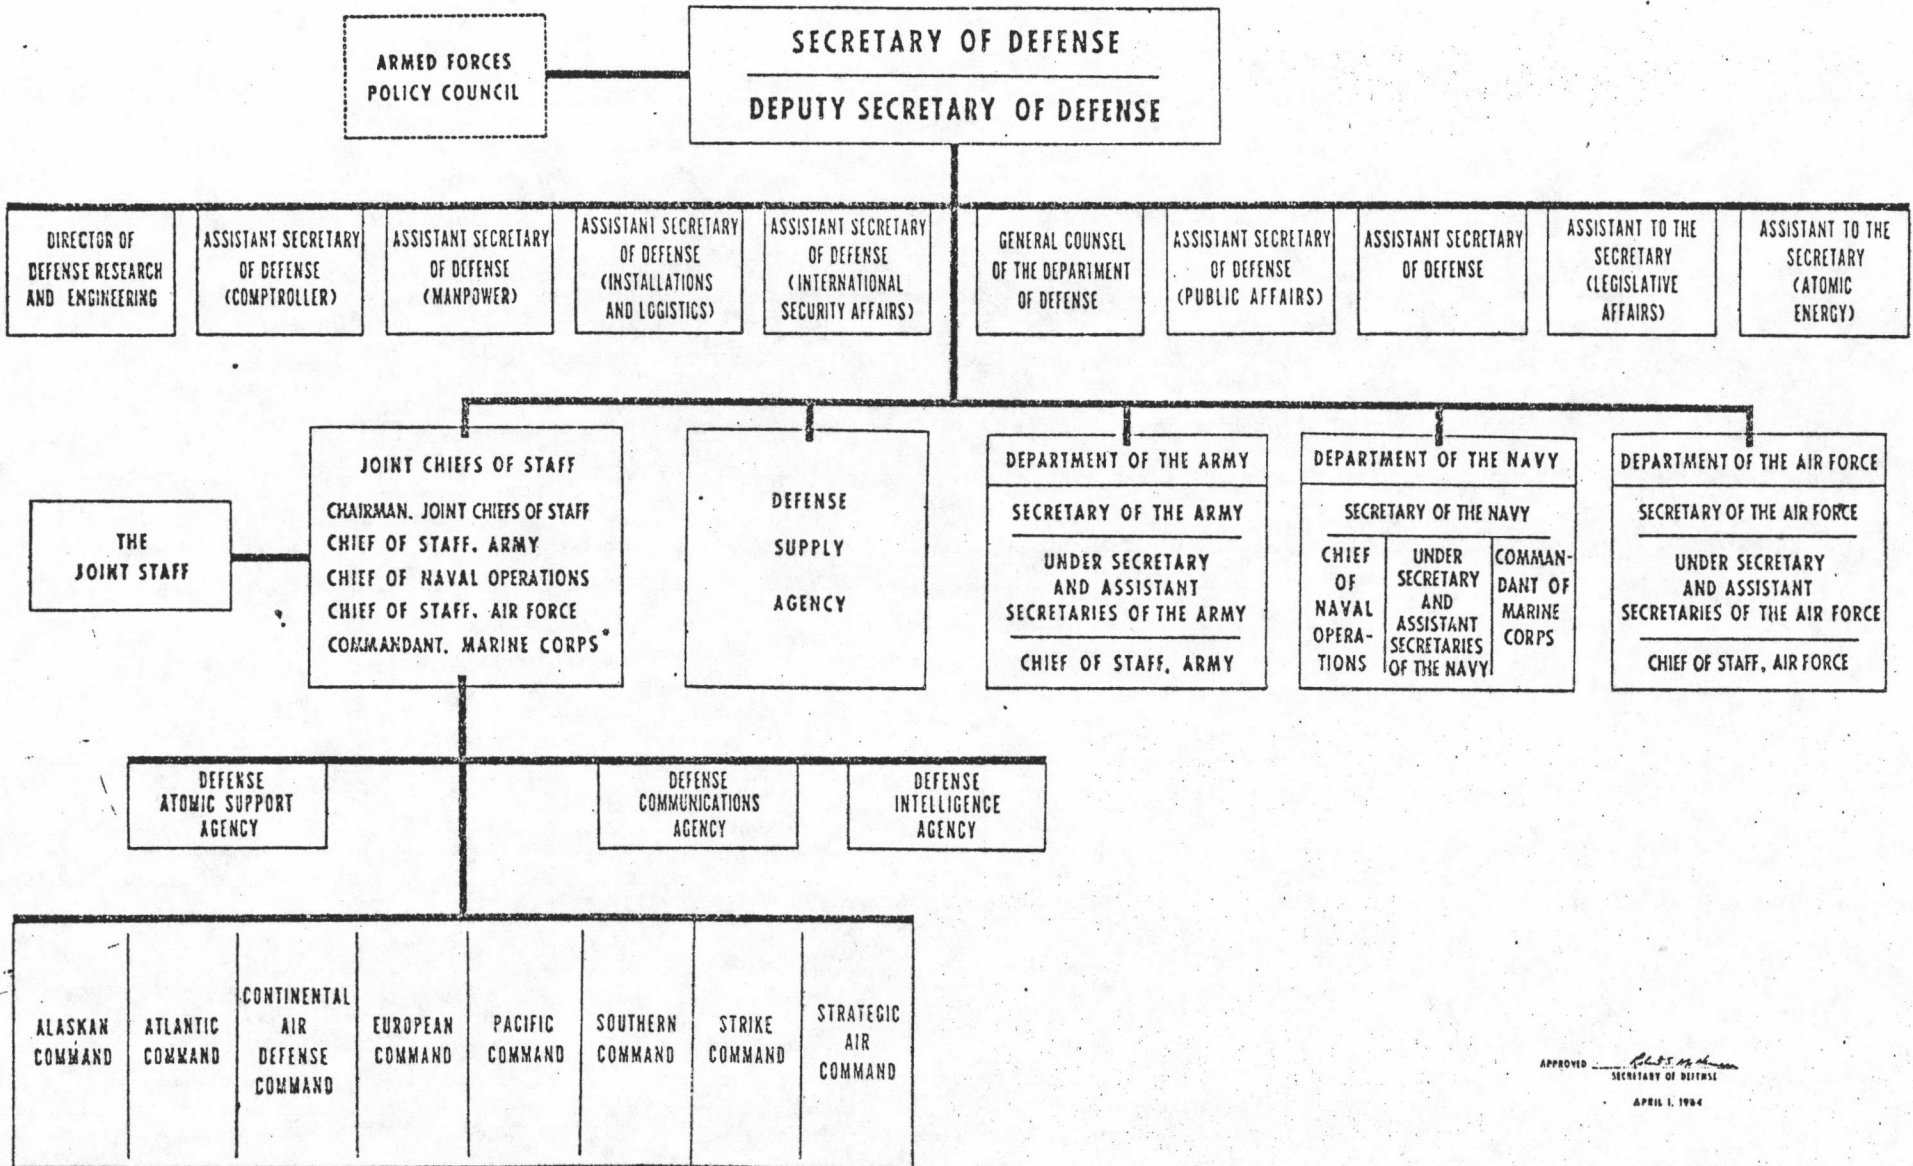 ARMED FORCES
POLICY COUNCIL
SECRETARY OF DEFENSE
DEPUTY SECRETARY OF DEFENSE
DIRECTOR OF
DEFENSE RESEARCH
AND ENGINEERING
ASSISTANT SECRETARY
OF DEFENSE
(COMPTROLLER)
ASSISTANT SECRETARY
OF DEFENSE
(MANPOWER)
ASSISTANT SECRETARY
OF DEFENSE
(INSTALLATIONS
AND LOGISTICS)
ASSISTANT SECRETARY
OF DEFENSE
(INTERNATIONAL
SECURITY AFFAIRS)
GENERAL COUNSEL
OF THE DEPARTMENT
OF DEFENSE
ASSISTANT SECRETARY
OF DEFENSE
(PUBLIC AFFAIRS)
ASSISTANT SECRETARY
OF DEFENSE
ASSISTANT TO THE
SECRETARY
(LEGISLATIVE
AFFAIRS)
ASSISTANT TO THE
SECRETARY
(ATOMIC
ENERGY)
THE
JOINT STAFF
JOINT CHIEFS OF STAFF
CHAIRMAN, JOINT CHIEFS OF STAFF
CHIEF OF STAFF, ARMY
CHIEF OF NAVAL OPERATIONS
CHIEF OF STAFF, AIR FORCE
COMMANDANT, MARINE CORPS*
DEFENSE
SUPPLY
AGENCY
DEPARTMENT OF THE ARMY
SECRETARY OF THE ARMY
UNDER SECRETARY
AND ASSISTANT
SECRETARIES OF THE ARMY
CHIEF OF STAFF, ARMY
DEPARTMENT OF THE NAVY
SECRETARY OF THE NAVY
CHIEF
OF
NAVAL
OPERA-
TIONS
UNDER
SECRETARY
AND
ASSISTANT
SECRETARIES
OF THE NAVY
COMMAN-
DANT OF
MARINE
CORPS
DEPARTMENT OF THE AIR FORCE
SECRETARY OF THE AIR FORCE
UNDER SECRETARY
AND ASSISTANT
SECRETARIES OF THE AIR FORCE
CHIEF OF STAFF, AIR FORCE
DEFENSE
ATOMIC SUPPORT
AGENCY
DEFENSE
COMMUNICATIONS
AGENCY
DEFENSE
INTELLIGENCE
AGENCY
ALASKAN
COMMAND
ATLANTIC
COMMAND
CONTINENTAL
AIR
DEFENSE
COMMAND
EUROPEAN
COMMAND
PACIFIC
COMMAND
SOUTHERN
COMMAND
STRIKE
COMMAND
STRATEGIC
AIR
COMMAND
APPROVED
SECRETARY OF DEFENSE
APRIL 1, 1964